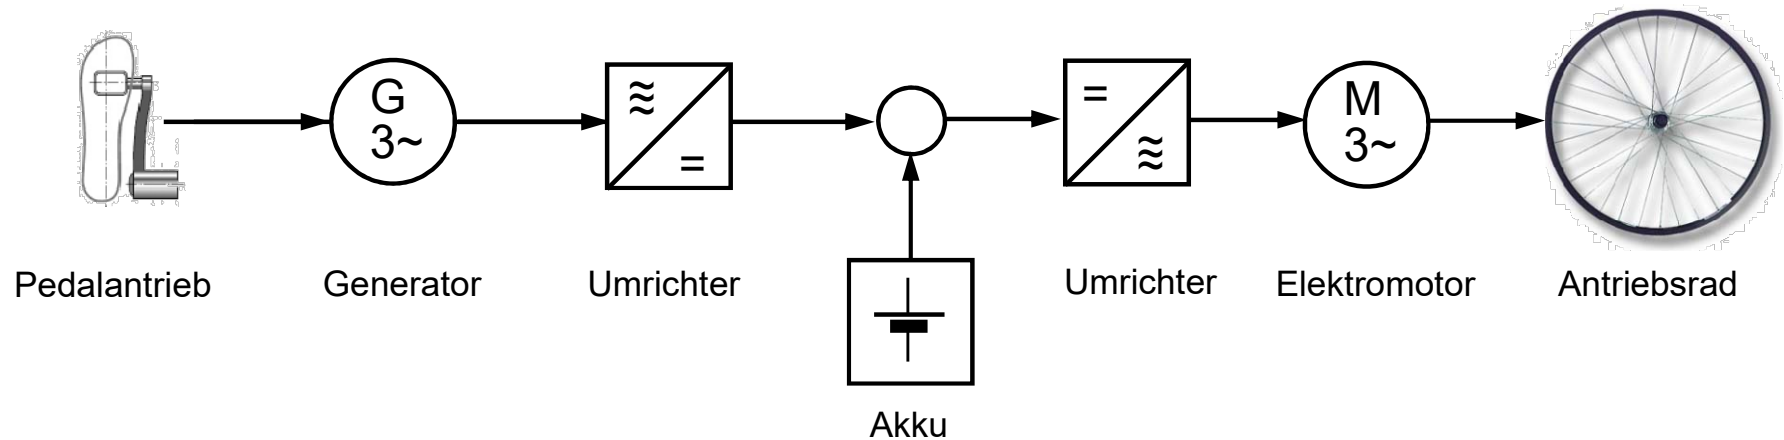 G
3~
≋
=
=
≋
M
3~
Pedalantrieb
Generator
Umrichter
Umrichter
Elektromotor
Antriebsrad
Akku